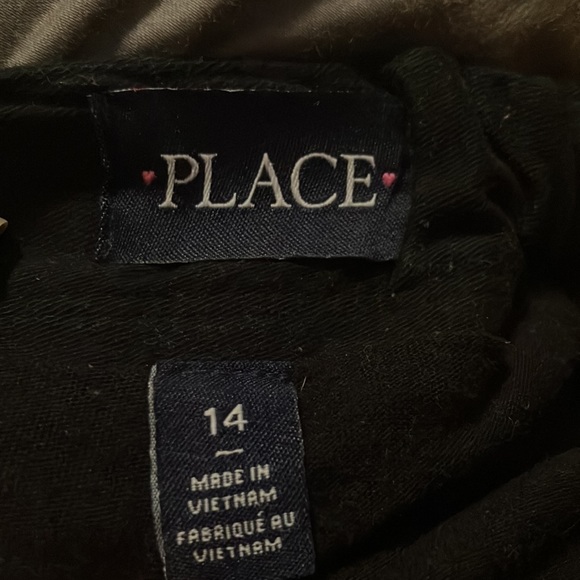 PLACE
14
MADE IN
VIETNAM
FABRIQUÉ AU
VIETNAM